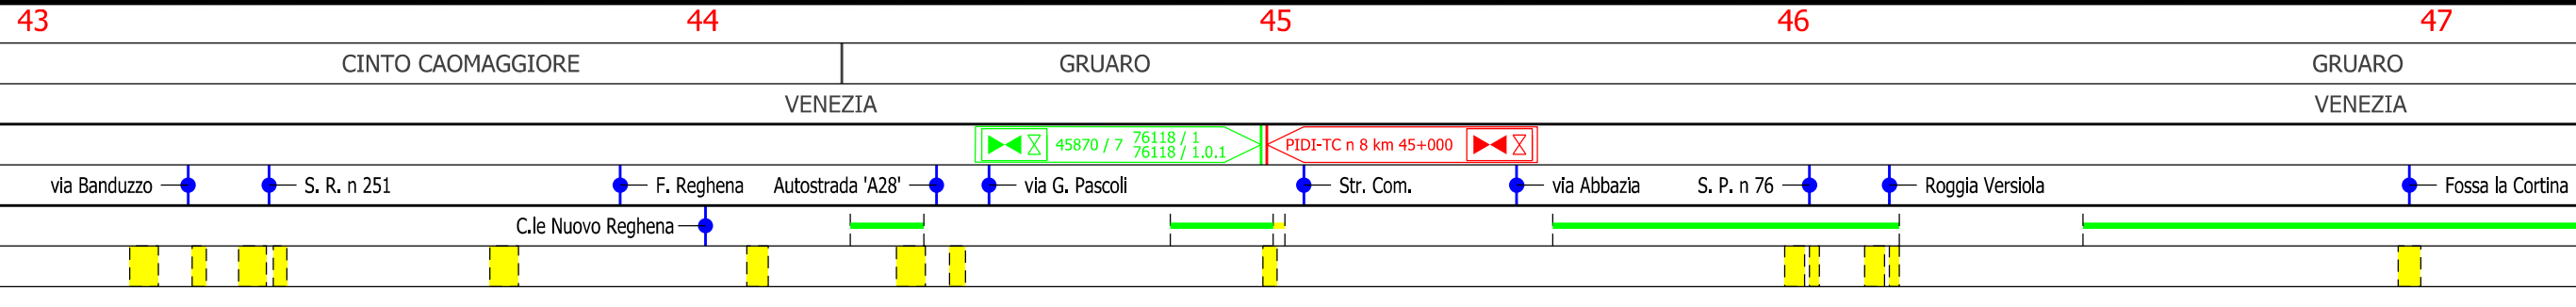 43 44 45 46 47
CINTO CAOMAGGIORE GRUARO GRUARO
VENEZIA VENEZIA
45870 / 7 76118 / 1 PIDI-TC n 8 km 45+000
76118 / 1.0.1
via Banduzzo S. R. n 251 F. Reghena Autostrada 'A28' via G. Pascoli Str. Com. via Abbazia S. P. n 76 Roggia Versiola Fossa la Cortina
C.le Nuovo Reghena